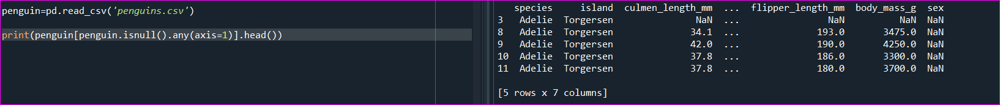 penguin=pd.read_csv('penguins.csv')
print(penguin[penguin.isnull().any(axis=1)].head())
species island culmen_length_mm ... flipper_length_mm body_mass_g sex
3 Adelie Torgersen NaN ... NaN NaN NaN
8 Adelie Torgersen 34.1 ... 193.0 3475.0 NaN
9 Adelie Torgersen 42.0 ... 190.0 4250.0 NaN
10 Adelie Torgersen 37.8 ... 186.0 3300.0 NaN
11 Adelie Torgersen 37.8 ... 180.0 3700.0 NaN
[5 rows x 7 columns]